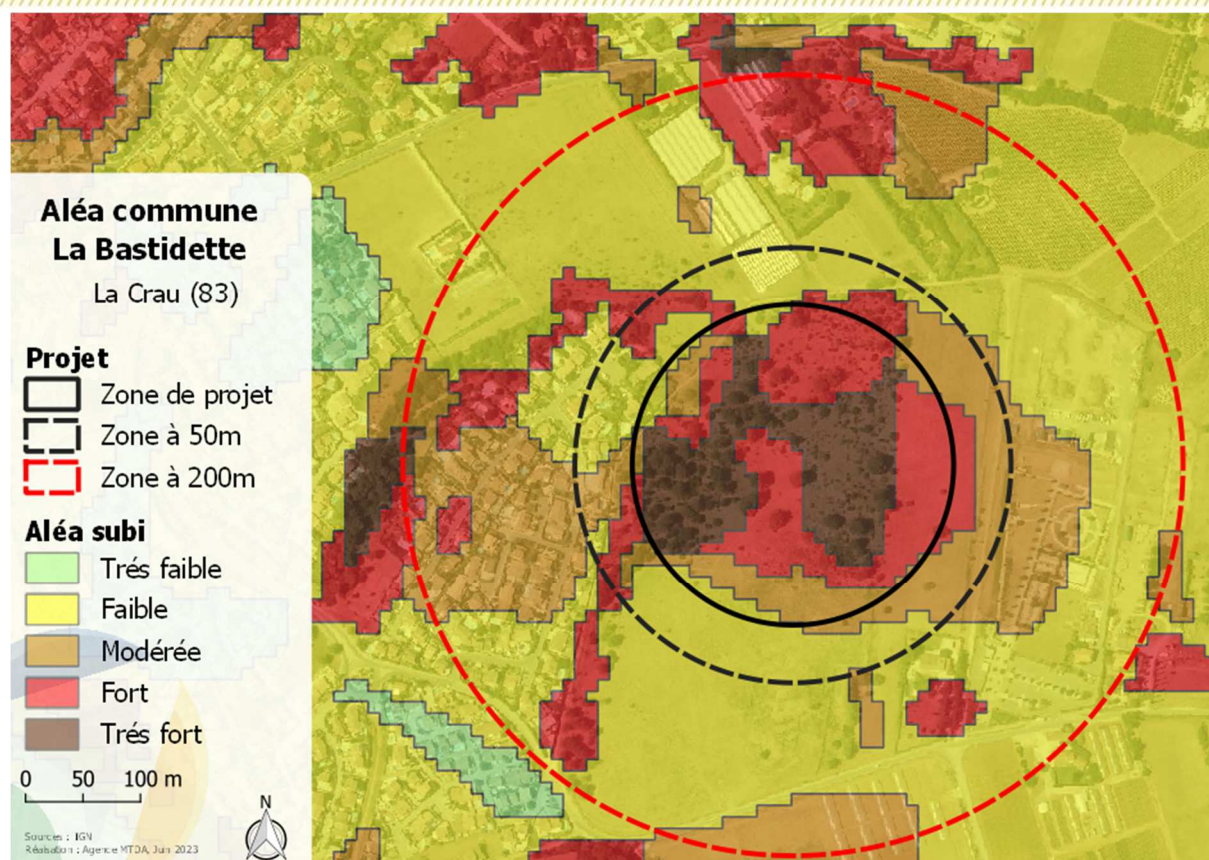 Aléa commune
La Bastidette
La Crau (83)
Projet
Zone de projet
Zone à 50m
Zone à 200m
Aléa subi
Trés faible
Faible
Modérée
Fort
Trés fort
0 50 100 m
N
Sources : IGN
Réalisation : Agence MTDA, Juin 2023